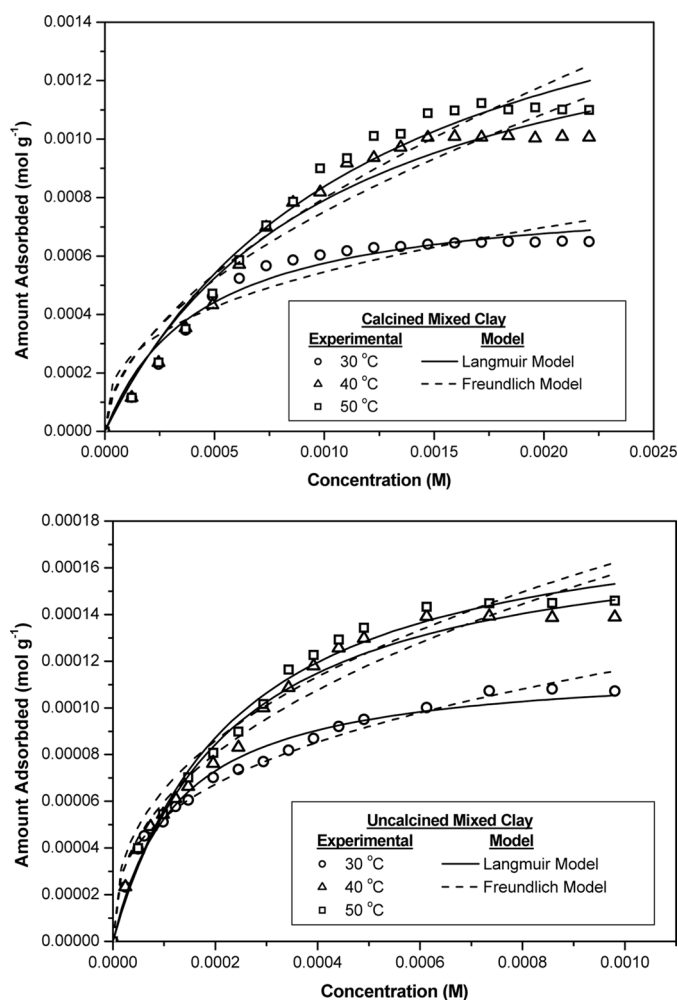 0.0014
0.0012
0.0010
0.0008
0.0006
0.0004
0.0002
0.0000
Amount Adsorbded (mol g-1)
Calcined Mixed Clay
Experimental Model
30 °C Langmuir Model
40 °C Freundlich Model
50 °C
0.0000 0.0005 0.0010 0.0015 0.0020 0.0025
Concentration (M)
0.00018
0.00016
0.00014
0.00012
0.00010
0.00008
0.00006
0.00004
0.00002
0.00000
Amount Adsorbded (mol g-1)
Uncalcined Mixed Clay
Experimental Model
30 °C Langmuir Model
40 °C Freundlich Model
50 °C
0.0000 0.0002 0.0004 0.0006 0.0008 0.0010
Concentration (M)